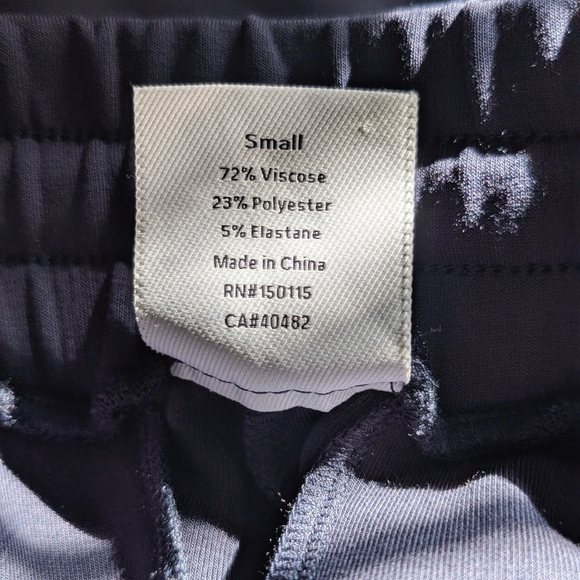 Small
72% Viscose
23% Polyester
5% Elastane
Made in China
RN#150115
CA#40482